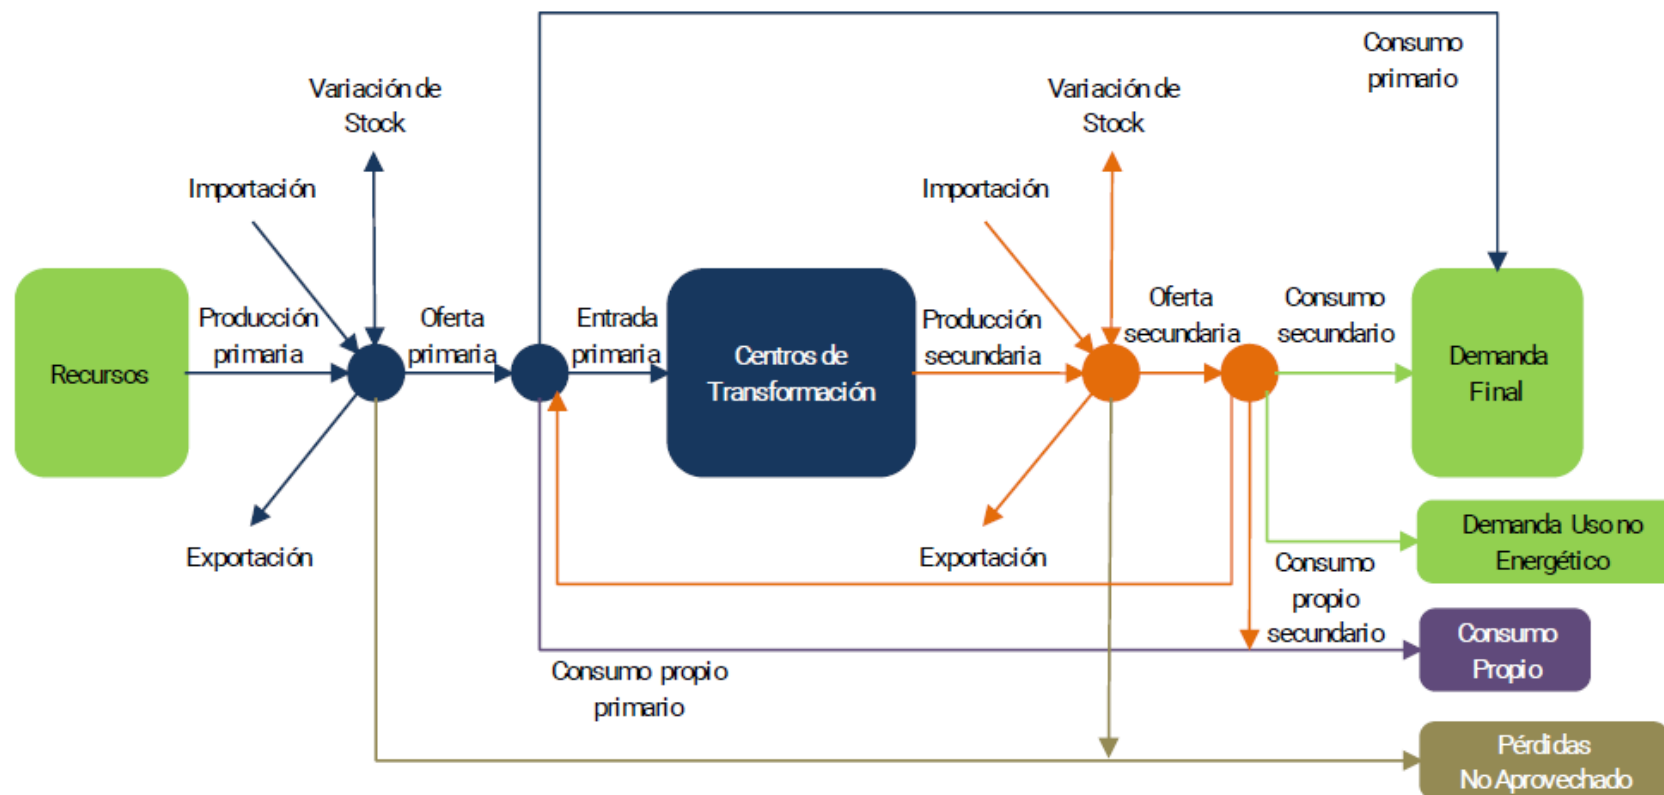 Consumo
primario
Variación de
Stock
Variación de
Stock
Importación
Importación
Recursos
Producción
primaria
Oferta
primaria
Entrada
primaria
Centros de
Transformación
Producción
secundaria
Oferta
secundaria
Consumo
secundario
Demanda
Final
Exportación
Exportación
Demanda Uso no
Energético
Consumo
propio
secundario
Consumo
Propio
Consumo propio
primario
Pérdidas
No Aprovechado